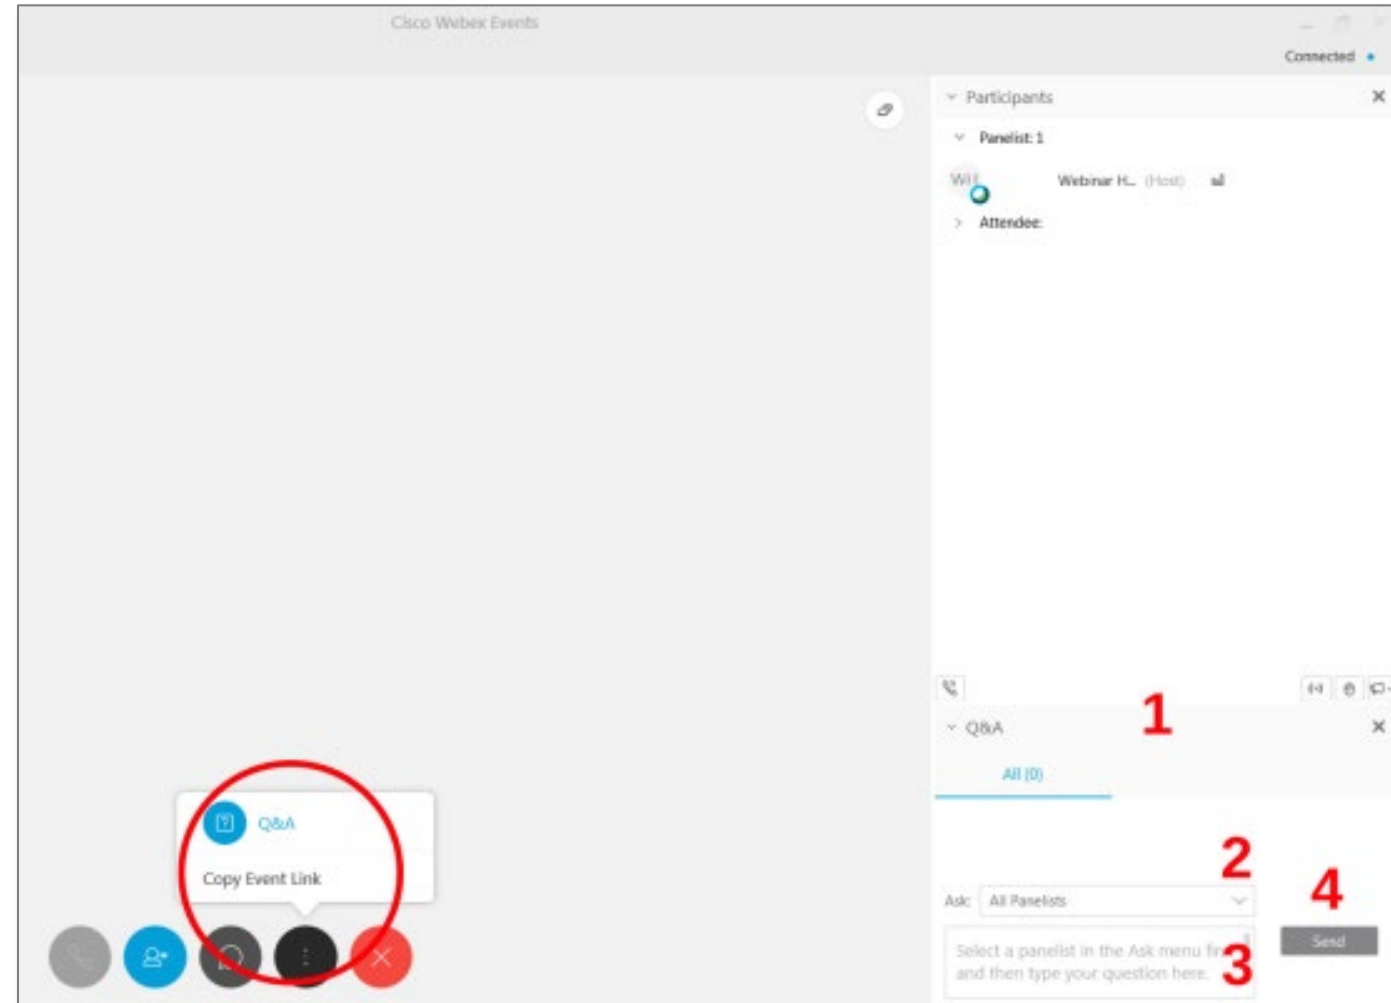 Cisco Webex Events
Connected
Participants
Panelist: 1
Webinar H... (Host)
Attendee:
1
Q&A
All (0)
Q&A
2
4
Copy Event Link
Ask: All Panelists
Send
Select a panelist in the Ask menu
and then type your question here.
3